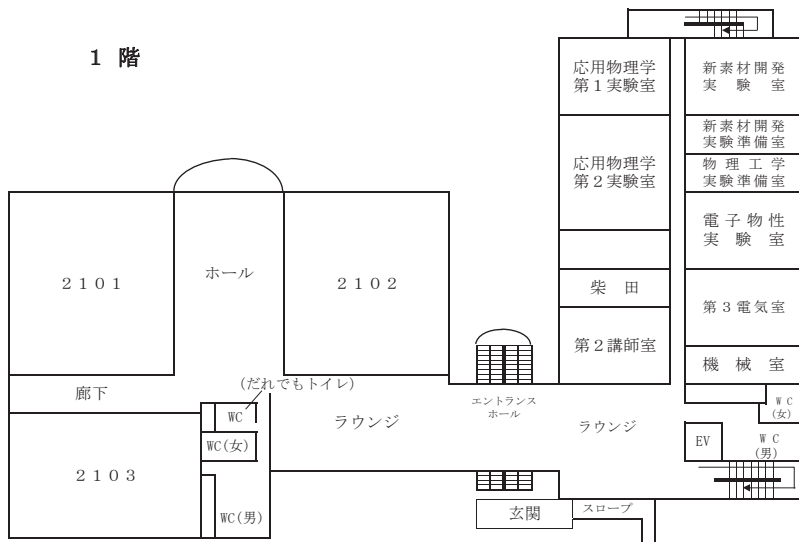 1 階
応用物理学
第1実験室
新素材開発
実験室
応用物理学
第2実験室
新素材開発
実験準備室
物理工学
実験準備室
電子物性
実験室
2101
ホール
2102
柴田
第3電気室
第2講師室
機械室
廊下
(だれでもトイレ)
WC
ラウンジ
エントランス
ホール
ラウンジ
WC
(女)
WC(女)
EV
WC
(男)
2103
WC(男)
玄関
スロープ